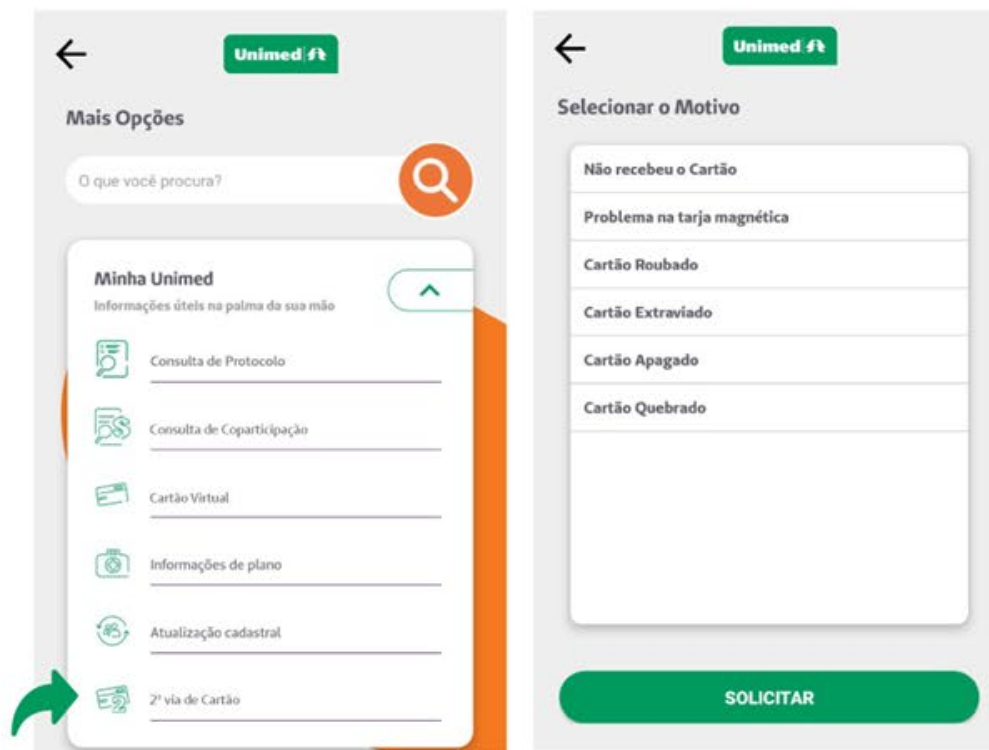 Unimed
Mais Opções
O que você procura?
Minha Unimed
Informações úteis na palma da sua mão
Consulta de Protocolo
Consulta de Coparticipação
Cartão Virtual
Informações de plano
Atualização cadastral
2ª via de Cartão
Unimed
Selecionar o Motivo
Não recebeu o Cartão
Problema na tarja magnética
Cartão Roubado
Cartão Extraviado
Cartão Apagado
Cartão Quebrado
SOLICITAR